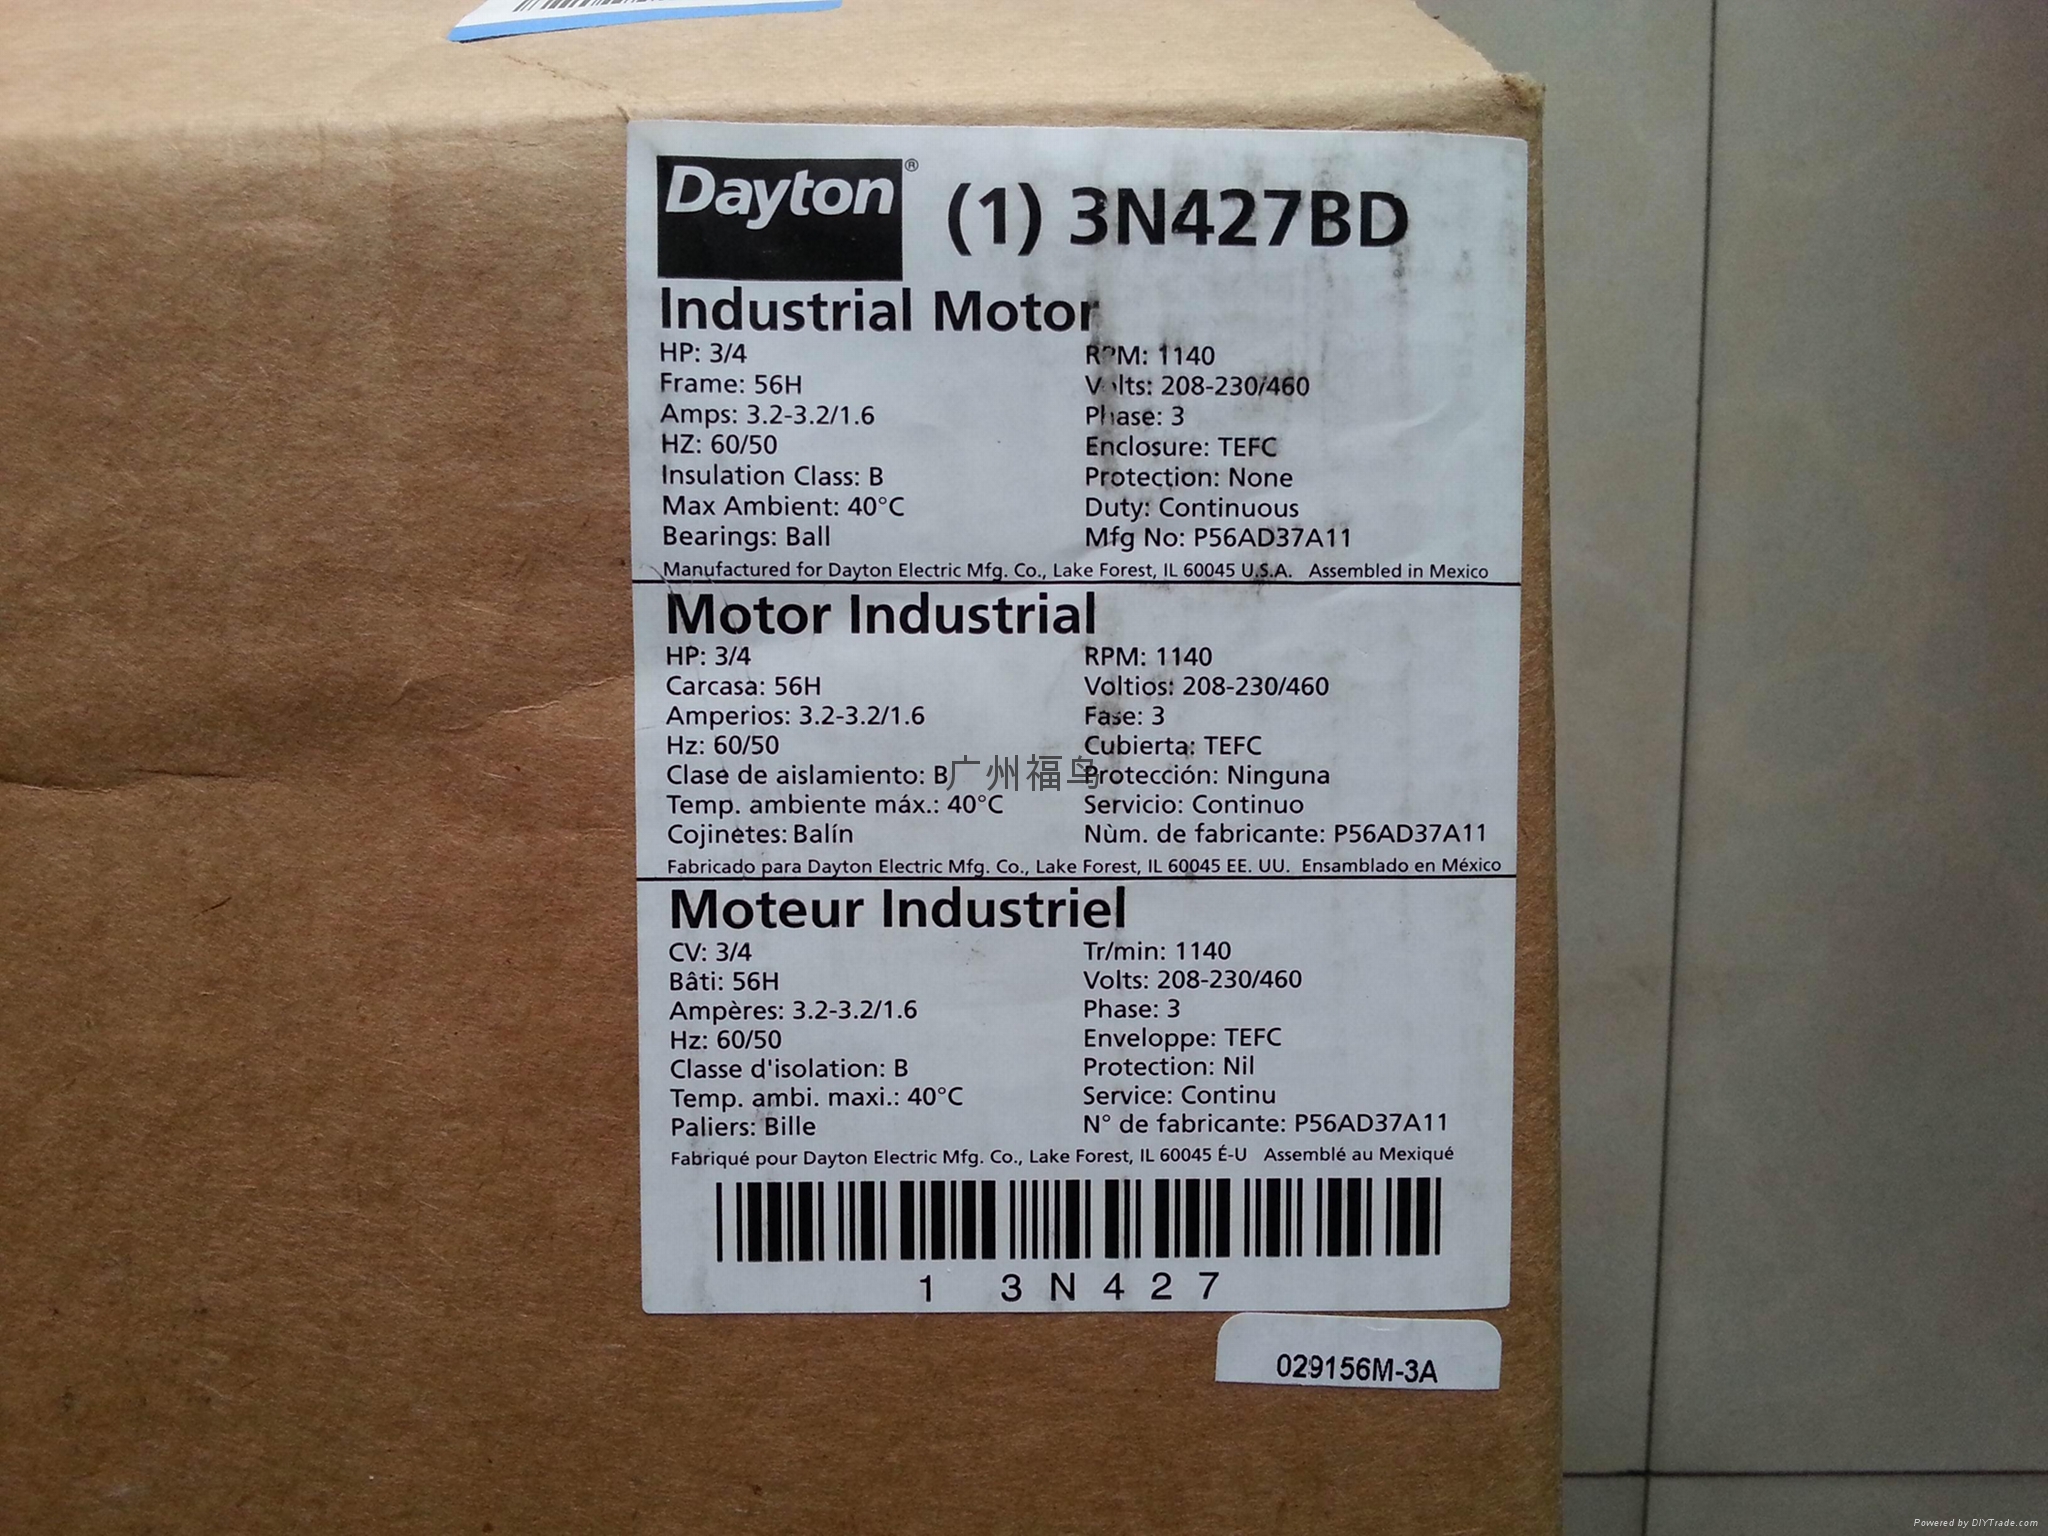 Dayton® (1) 3N427BD
Industrial Motor
HP: 3/4 RPM: 1140
Frame: 56H Volts: 208-230/460
Amps: 3.2-3.2/1.6 Phase: 3
HZ: 60/50 Enclosure: TEFC
Insulation Class: B Protection: None
Max Ambient: 40°C Duty: Continuous
Bearings: Ball Mfg No: P56AD37A11
Manufactured for Dayton Electric Mfg. Co., Lake Forest, IL 60045 U.S.A. Assembled in Mexico
Motor Industrial
HP: 3/4 RPM: 1140
Carcasa: 56H Voltios: 208-230/460
Amperios: 3.2-3.2/1.6 Fase: 3
Hz: 60/50 Cubierta: TEFC
Clase de aislamiento: B Protección: Ninguna
广州福鸟
Temp. ambiente máx.: 40°C Servicio: Continuo
Cojinetes: Balín Nùm. de fabricante: P56AD37A11
Fabricado para Dayton Electric Mfg. Co., Lake Forest, IL 60045 EE. UU. Ensamblado en México
Moteur Industriel
CV: 3/4 Tr/min: 1140
Bâti: 56H Volts: 208-230/460
Ampères: 3.2-3.2/1.6 Phase: 3
Hz: 60/50 Enveloppe: TEFC
Classe d'isolation: B Protection: Nil
Temp. ambi. maxi.: 40°C Service: Continu
Paliers: Bille N° de fabricante: P56AD37A11
Fabriqué pour Dayton Electric Mfg. Co., Lake Forest, IL 60045 É-U Assemblé au Mexiqué
1 3N427
029156M-3A
Powered by DIYTrade.com